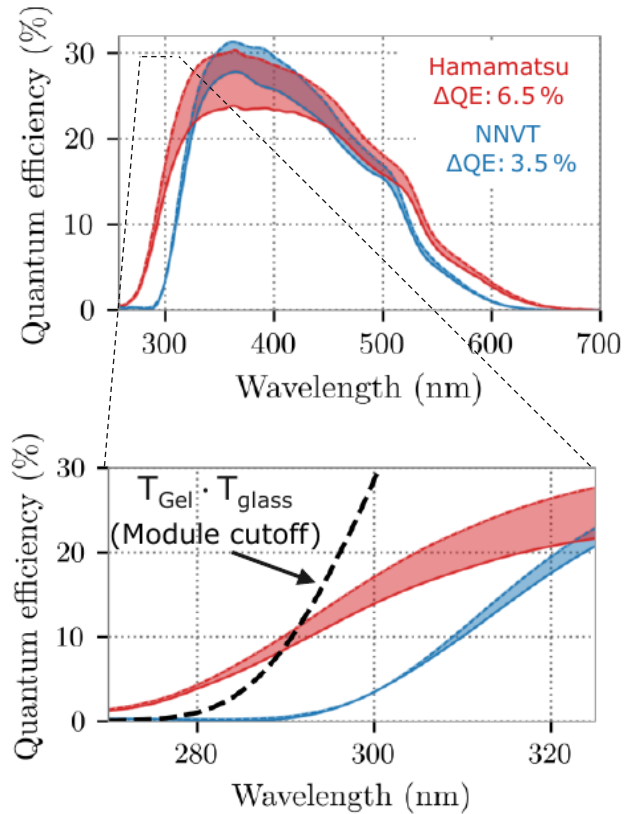 Quantum efficiency (%)
30
20
10
0
Hamamatsu
ΔQE: 6.5 %
NNVT
ΔQE: 3.5 %
300
400
500
600
700
Wavelength (nm)
Quantum efficiency (%)
30
20
10
0
T_Gel · T_glass
(Module cutoff)
280
300
320
Wavelength (nm)